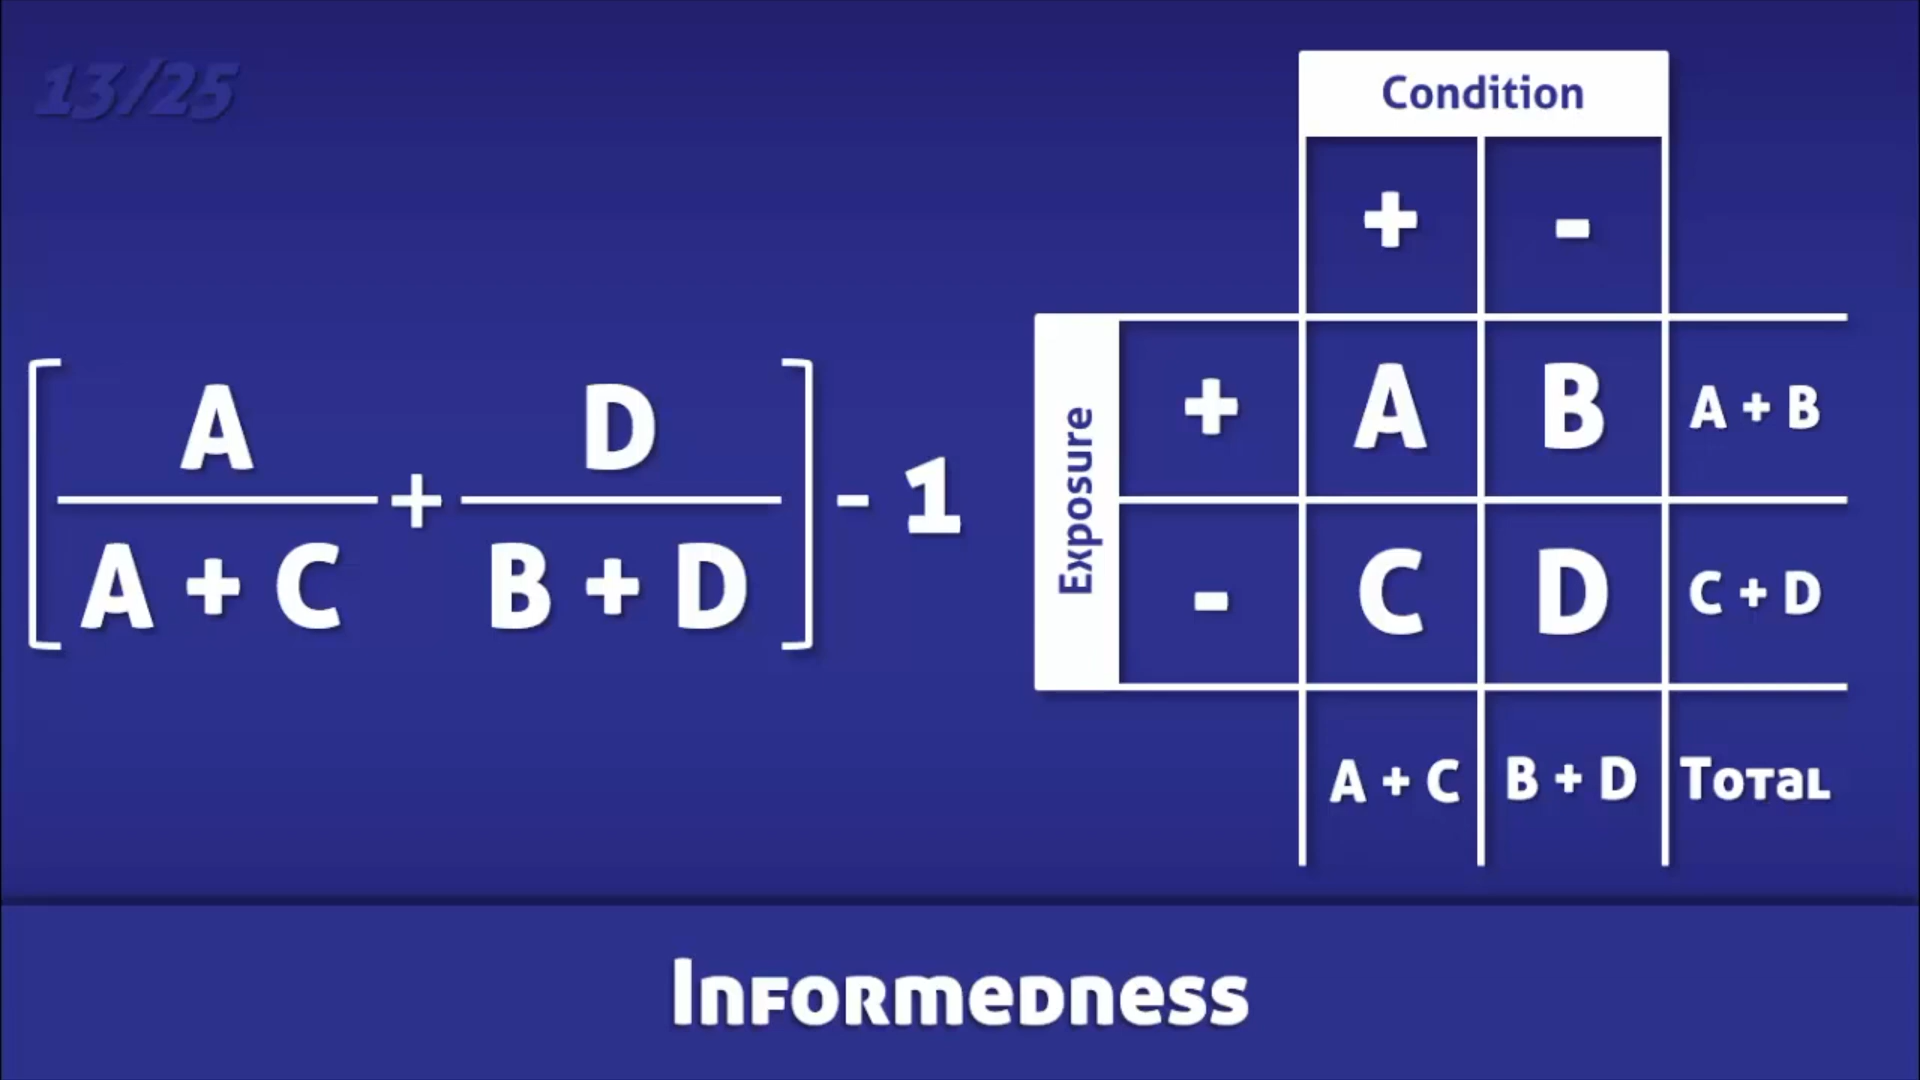 13/25
Condition
+ -
[ A / A + C + D / B + D ] - 1
Exposure
+ A B A + B
- C D C + D
A + C B + D Total
Informedness